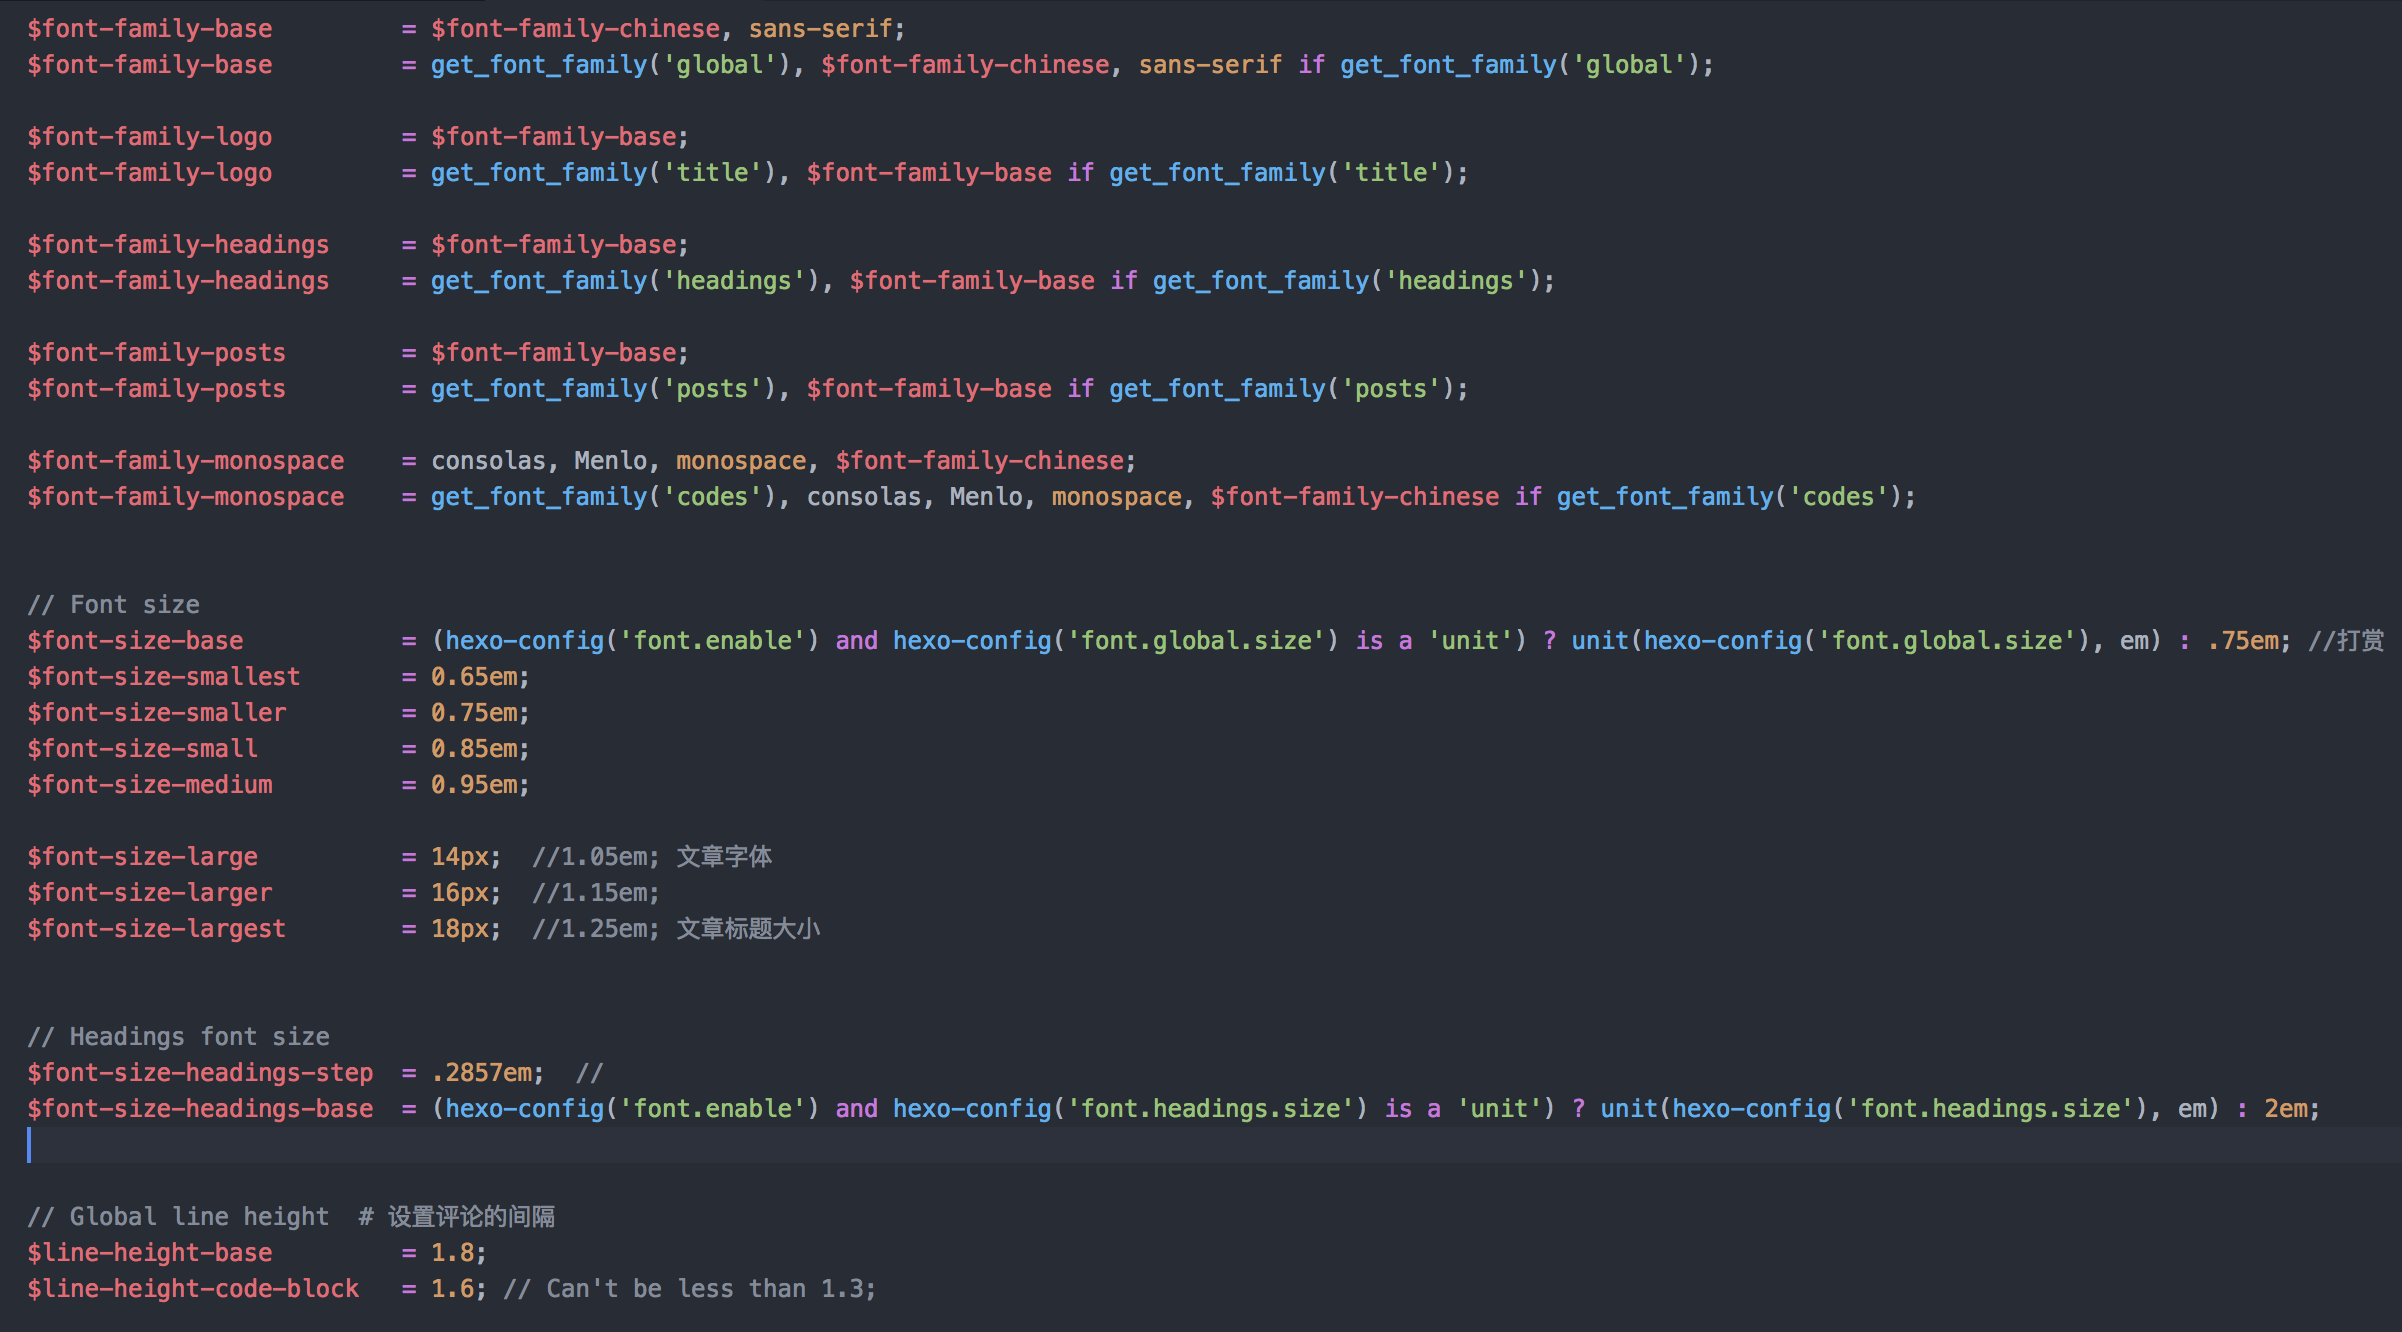 $font-family-base         = $font-family-chinese, sans-serif;
$font-family-base         = get_font_family('global'), $font-family-chinese, sans-serif if get_font_family('global');
$font-family-logo         = $font-family-base;
$font-family-logo         = get_font_family('title'), $font-family-base if get_font_family('title');
$font-family-headings     = $font-family-base;
$font-family-headings     = get_font_family('headings'), $font-family-base if get_font_family('headings');
$font-family-posts        = $font-family-base;
$font-family-posts        = get_font_family('posts'), $font-family-base if get_font_family('posts');
$font-family-monospace    = consolas, Menlo, monospace, $font-family-chinese;
$font-family-monospace    = get_font_family('codes'), consolas, Menlo, monospace, $font-family-chinese if get_font_family('codes');
// Font size
$font-size-base           = (hexo-config('font.enable') and hexo-config('font.global.size') is a 'unit') ? unit(hexo-config('font.global.size'), em) : .75em; //打赏
$font-size-smallest       = 0.65em;
$font-size-smaller        = 0.75em;
$font-size-small          = 0.85em;
$font-size-medium         = 0.95em;
$font-size-large          = 14px;  //1.05em; 文章字体
$font-size-larger         = 16px;  //1.15em;
$font-size-largest        = 18px;  //1.25em; 文章标题大小
// Headings font size
$font-size-headings-step  = .2857em;  //
$font-size-headings-base  = (hexo-config('font.enable') and hexo-config('font.headings.size') is a 'unit') ? unit(hexo-config('font.headings.size'), em) : 2em;
// Global line height  # 设置评论的间隔
$line-height-base         = 1.8;
$line-height-code-block   = 1.6; // Can't be less than 1.3;